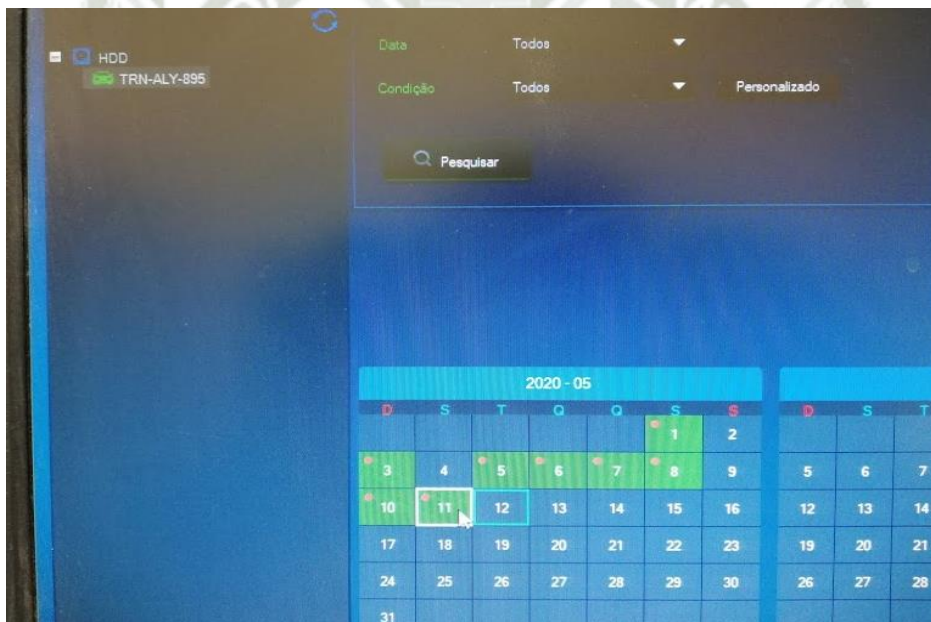 HDD
TRN-ALY-895
Data Todos
Condição Todos Personalizado
Pesquisar
2020 - 05
D S T Q Q S S
1 2
3 4 5 6 7 8 9
10 11 12 13 14 15 16
17 18 19 20 21 22 23
24 25 26 27 28 29 30
31
D S T
5 6 7
12 13 14
19 20 21
26 27 28